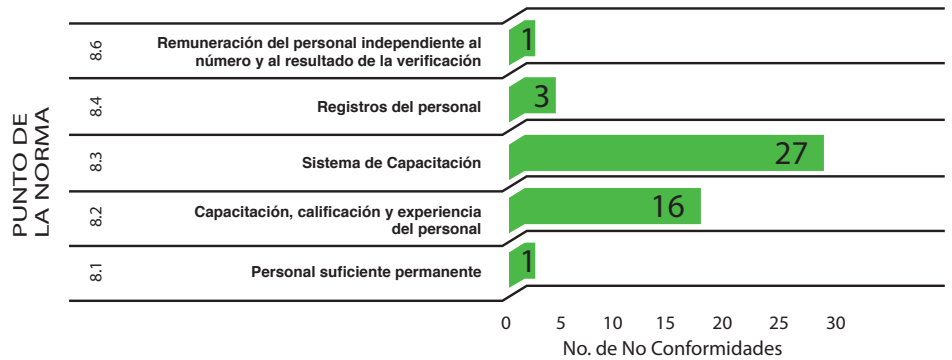 PUNTO DE
LA NORMA
8.6
Remuneración del personal independiente al
número y al resultado de la verificación
1
8.4
Registros del personal
3
8.3
Sistema de Capacitación
27
8.2
Capacitación, calificación y experiencia
del personal
16
8.1
Personal suficiente permanente
1
0 5 10 15 20 25 30
No. de No Conformidades